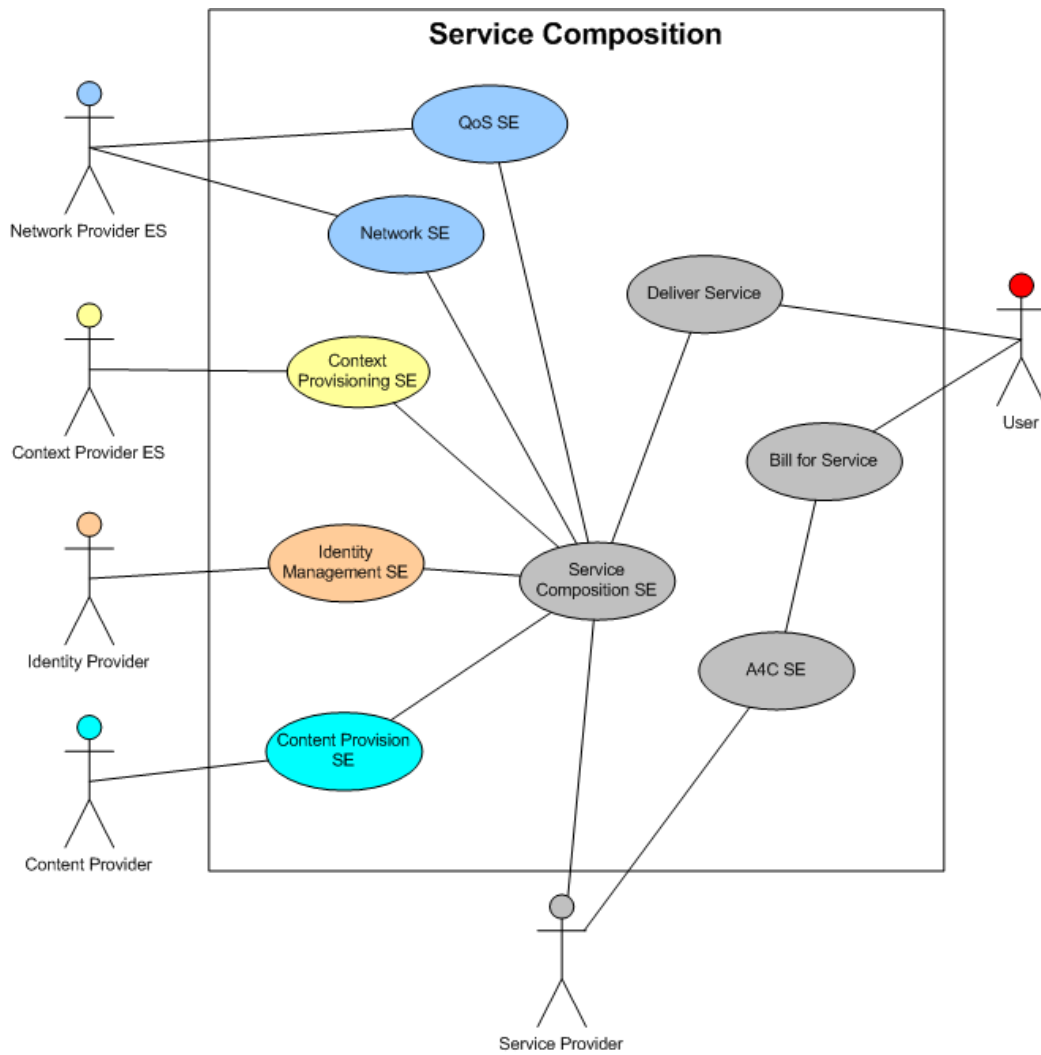 Service Composition
QoS SE
Network Provider ES
Network SE
Deliver Service
Context
Provisioning SE
Context Provider ES
User
Bill for Service
Identity
Management SE
Service
Composition SE
Identity Provider
A4C SE
Content Provision
SE
Content Provider
Service Provider